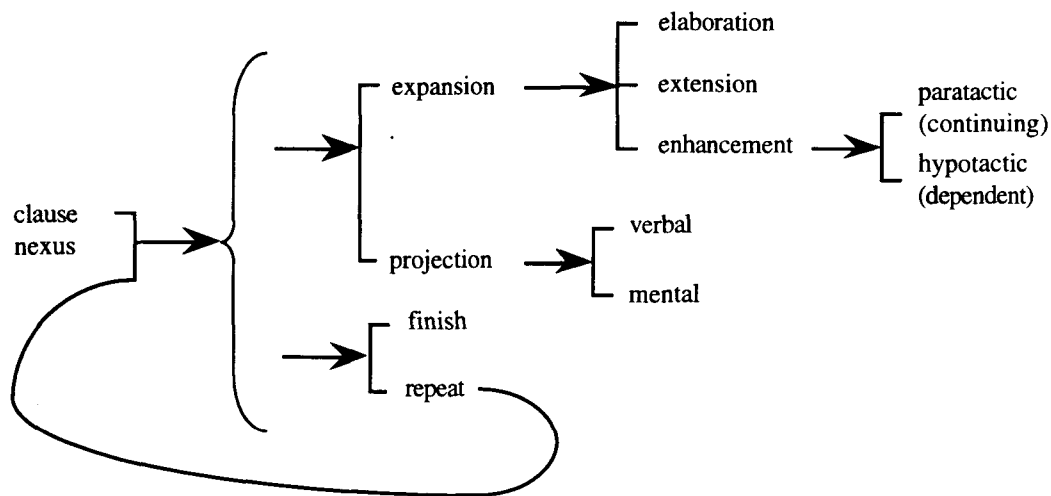 elaboration
expansion
extension
enhancement
paratactic
(continuing)
hypotactic
(dependent)
clause
nexus
projection
verbal
mental
finish
repeat